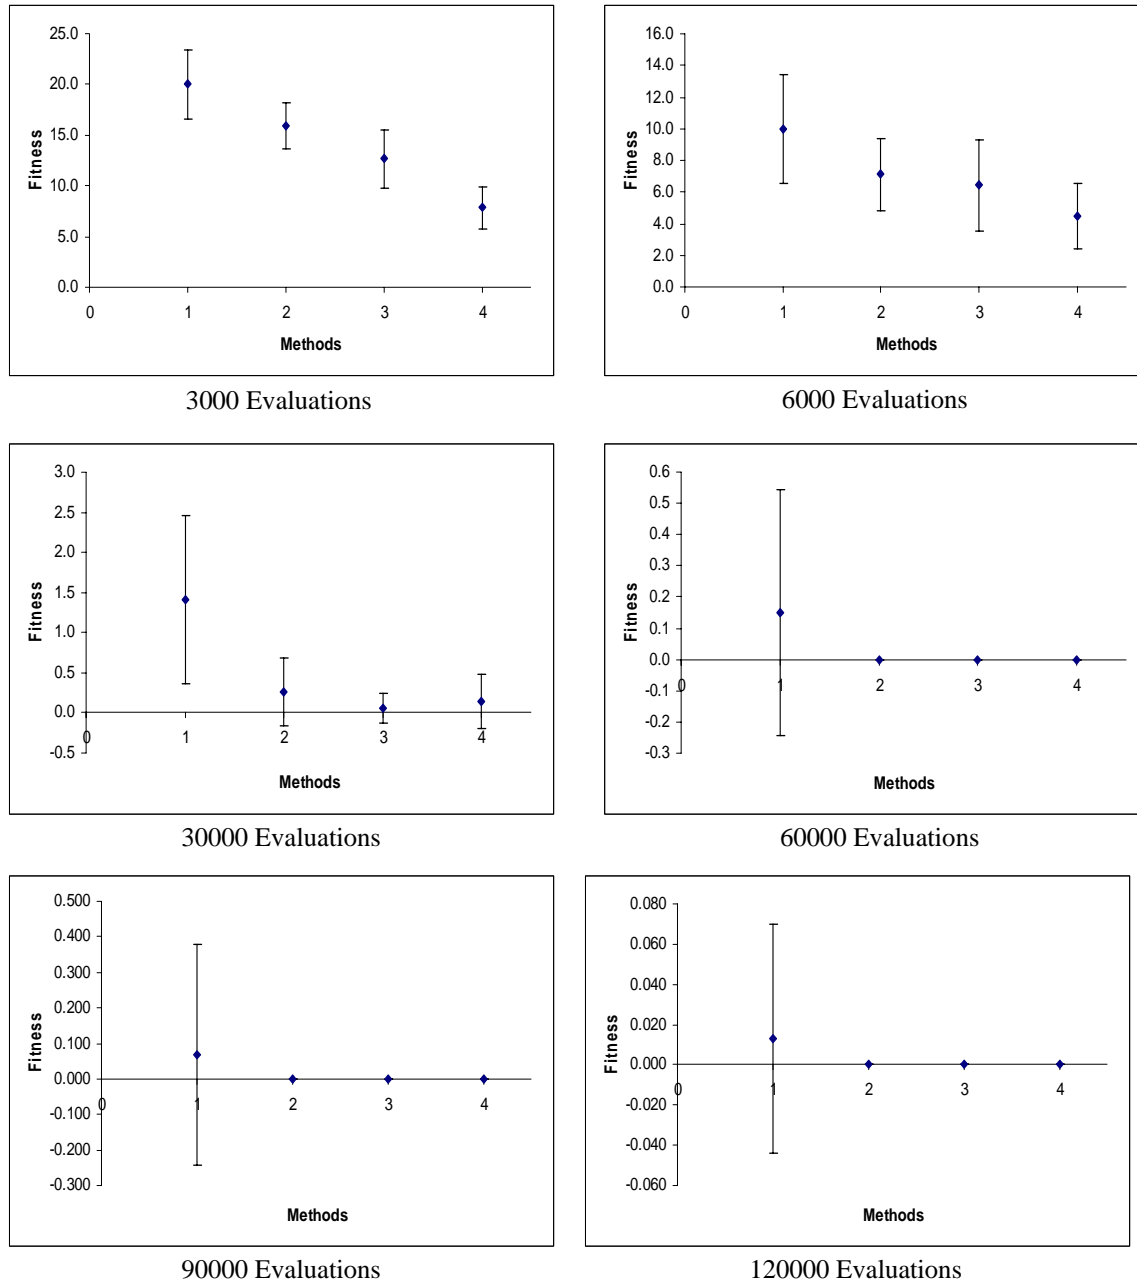 25.0
20.0
15.0
10.0
5.0
0.0
0 1 2 3 4
Fitness
Methods
3000 Evaluations
16.0
14.0
12.0
10.0
8.0
6.0
4.0
2.0
0.0
0 1 2 3 4
Fitness
Methods
6000 Evaluations
3.0
2.5
2.0
1.5
1.0
0.5
0.0
-0.5
0 1 2 3 4
Fitness
Methods
30000 Evaluations
0.6
0.5
0.4
0.3
0.2
0.1
0.0
-0.1
-0.2
-0.3
0 1 2 3 4
Fitness
Methods
60000 Evaluations
0.500
0.400
0.300
0.200
0.100
0.000
-0.100
-0.200
-0.300
0 1 2 3 4
Fitness
Methods
90000 Evaluations
0.080
0.060
0.040
0.020
0.000
-0.020
-0.040
-0.060
0 1 2 3 4
Fitness
Methods
120000 Evaluations